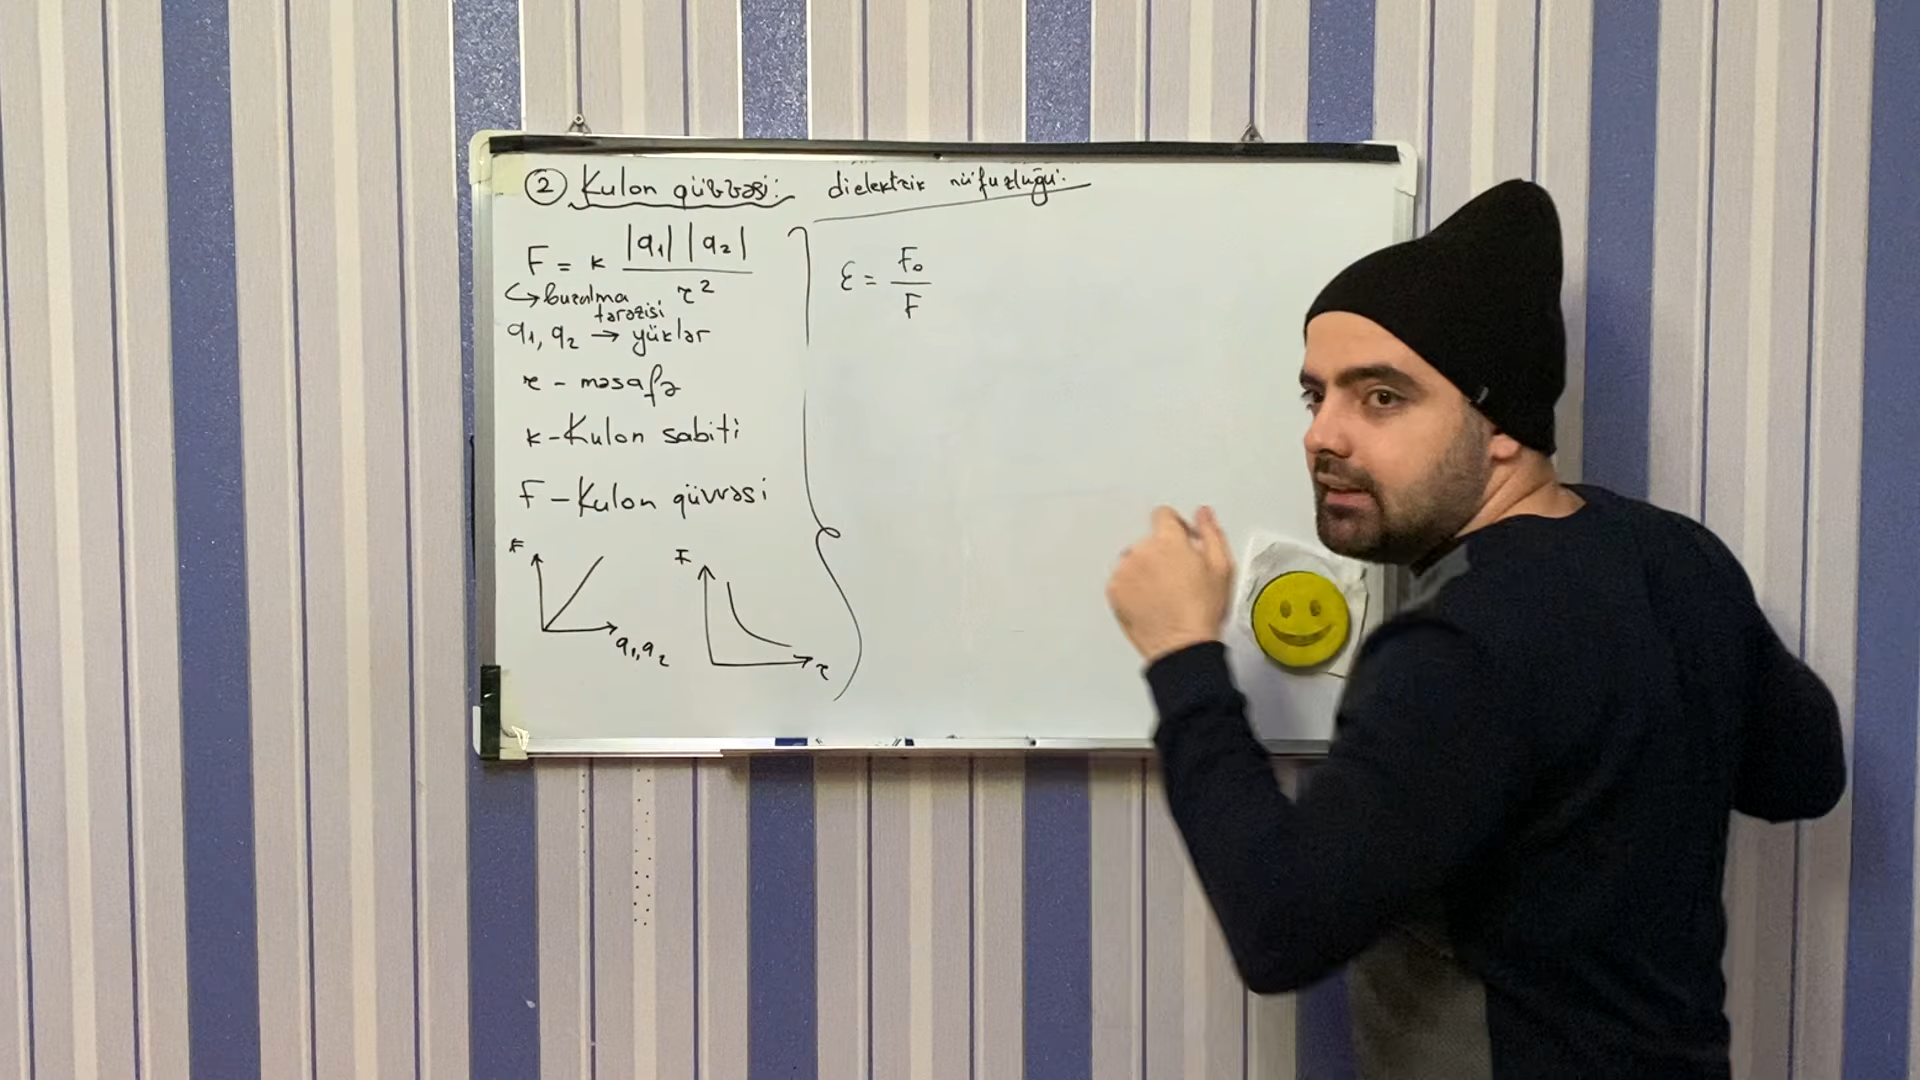 ② Kulon qüvvəsi:
F = k |q₁| |q₂| / r²
↳ burulma tərəzisi
q₁, q₂ → yüklər
r - məsafə
k - Kulon sabiti
F - Kulon qüvvəsi
F
q₁, q₂
F
r
dielektrik nüfuzluğu:
ε = F₀ / F